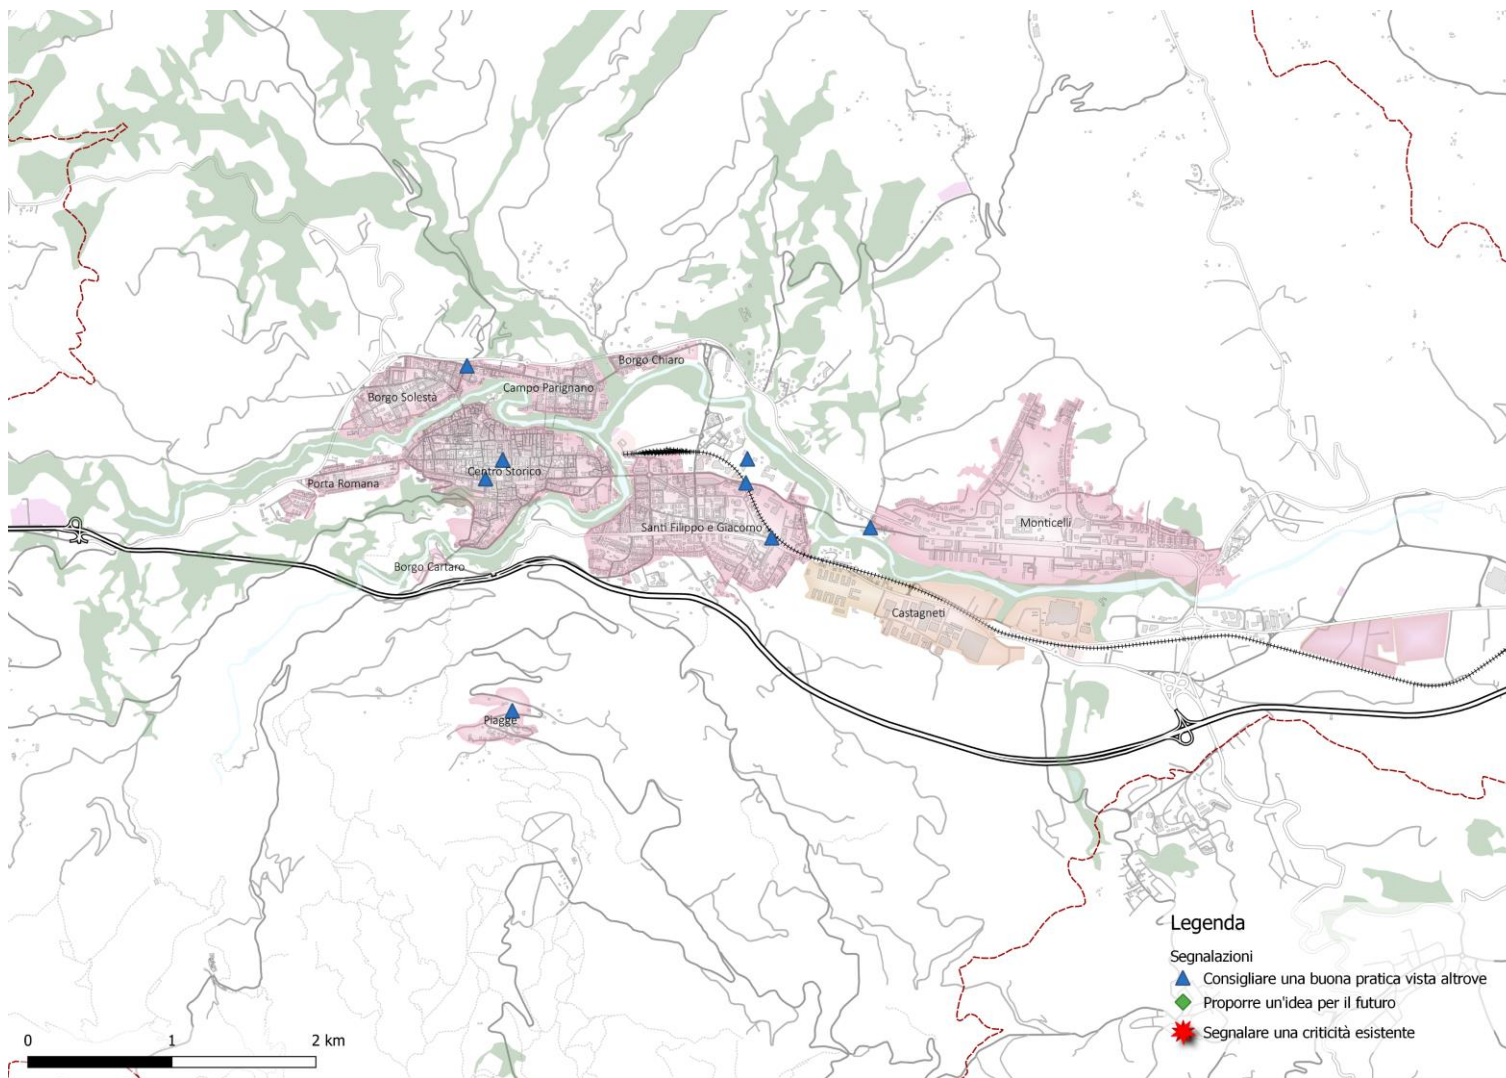 Borgo Chiaro
Borgo Solestà
Campo Parignano
Centro Storico
Porta Romana
Santi Filippo e Giacomo
Monticelli
Borgo Cartaro
Castagneti
Piagge
Legenda
Segnalazioni
Consigliare una buona pratica vista altrove
Proporre un'idea per il futuro
Segnalare una criticità esistente
0 1 2 km